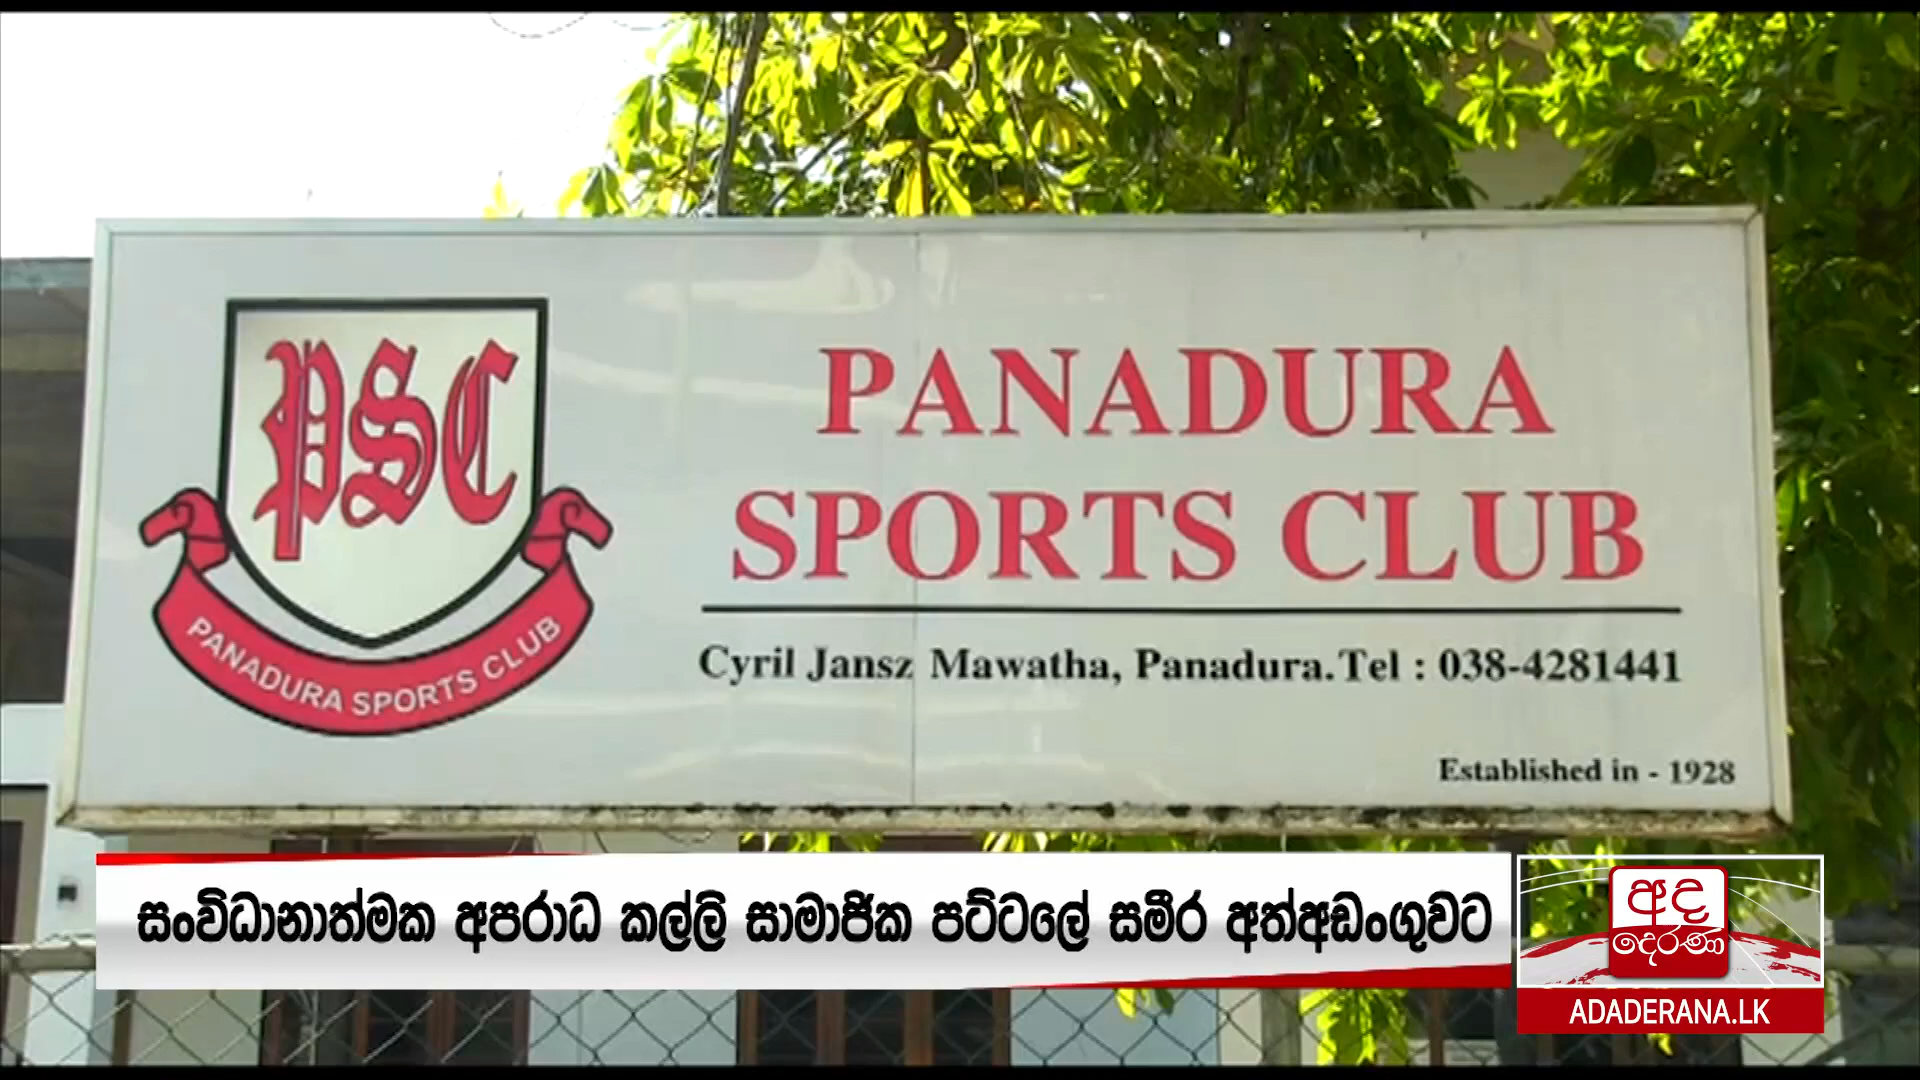 PSC
PANADURA SPORTS CLUB
PANADURA
SPORTS CLUB
Cyril Jansz Mawatha, Panadura. Tel : 038-4281441
Established in - 1928
සංවිධානාත්මක අපරාධ කල්ලි සාමාජික පට්ටලේ සමීර අත්අඩංගුවට
අද
දෙරණ
ADADERANA.LK